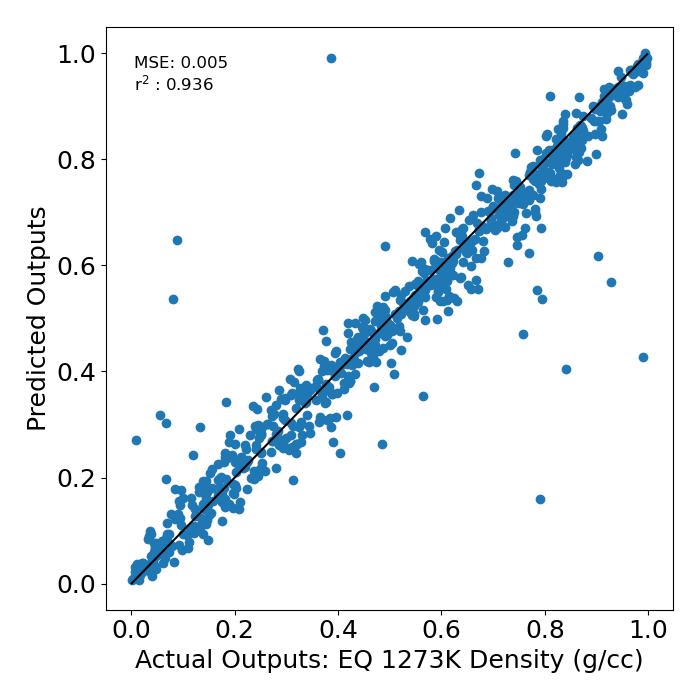 MSE: 0.005
r² : 0.936
1.0
0.8
0.6
0.4
0.2
0.0
Predicted Outputs
0.0 0.2 0.4 0.6 0.8 1.0
Actual Outputs: EQ 1273K Density (g/cc)